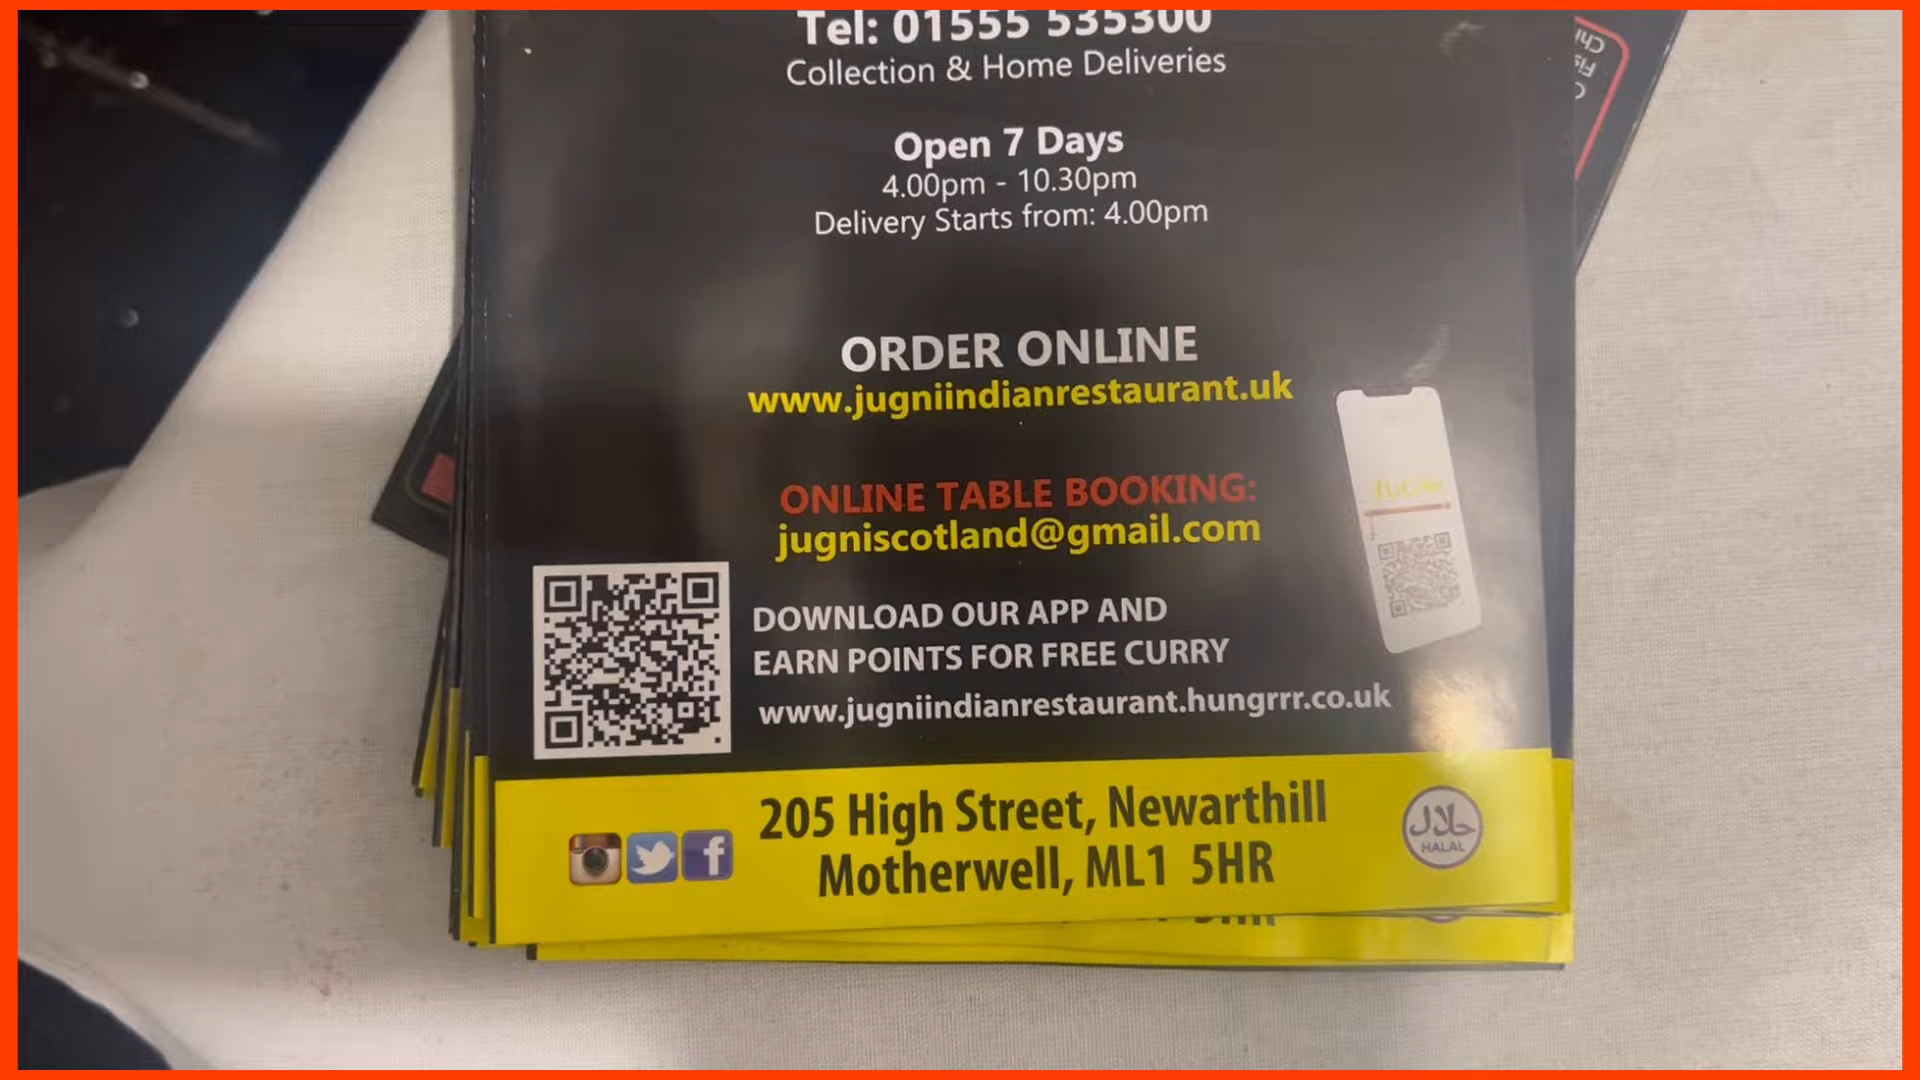 Tel: 01555 535300
Collection & Home Deliveries
Open 7 Days
4.00pm - 10.30pm
Delivery Starts from: 4.00pm
ORDER ONLINE
www.jugniindianrestaurant.uk
ONLINE TABLE BOOKING:
jugniscotland@gmail.com
JUGNI
DOWNLOAD OUR APP AND
EARN POINTS FOR FREE CURRY
www.jugniindianrestaurant.hungrrr.co.uk
205 High Street, Newarthill
Motherwell, ML1 5HR
حلال
HALAL